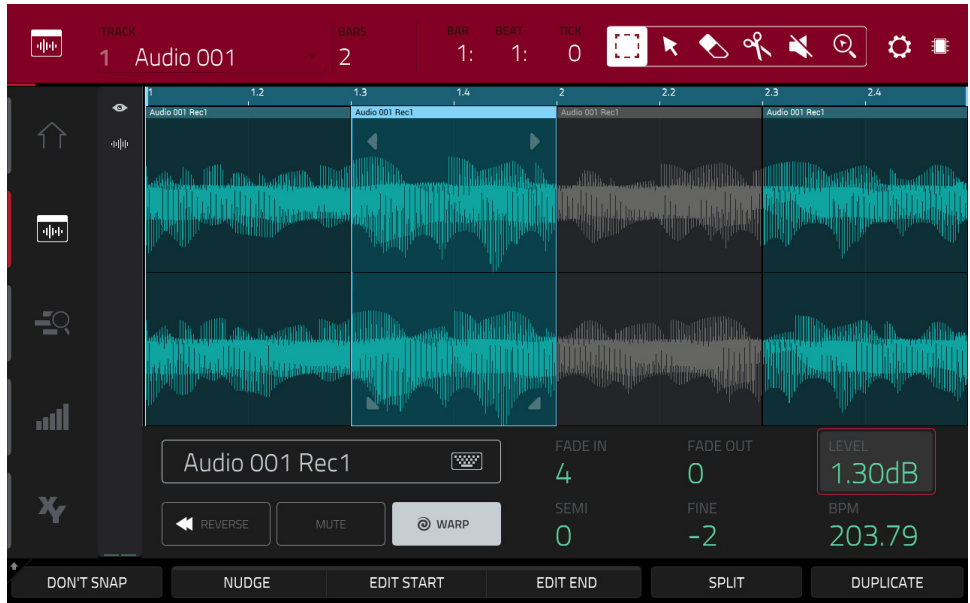 TRACK BARS BAR BEAT TICK
1 Audio 001 2 1: 1: 0
1 1.2 1.3 1.4 2 2.2 2.3 2.4
Audio 001 Rec1 Audio 001 Rec1 Audio 001 Rec1 Audio 001 Rec1
FADE IN FADE OUT LEVEL
Audio 001 Rec1 4 0 1.30dB
SEMI FINE BPM
REVERSE MUTE WARP 0 -2 203.79
DON'T SNAP NUDGE EDIT START EDIT END SPLIT DUPLICATE
XY